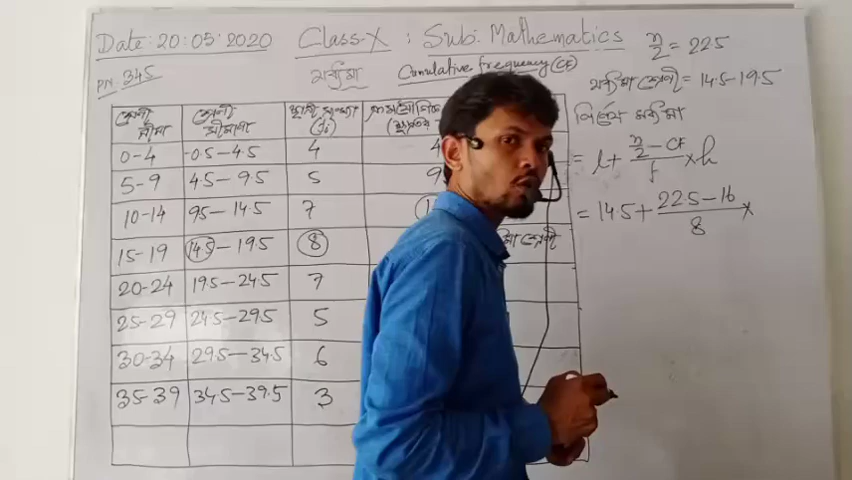 Date: 20:05:2020 Class-X : Sub: Mathematics
PN. 345
Cumulative frequency (CF)
n/2 = 22.5
মধ্যমা
মধ্যমা শ্রেণী = 14.5-19.5
নির্ণেয় মধ্যমা
= l + (n/2 - CF)/f × h
= 14.5 + (22.5 - 16)/8 ×
শ্রেণী সীমা
শ্রেণী সীমানা
(fi)
0-4 -0.5-4.5 4 4
5-9 4.5-9.5 5 9
10-14 9.5-14.5 7
15-19 14.5-19.5 8 শ্রেণী
20-24 19.5-24.5 7
25-29 24.5-29.5 5
30-34 29.5-34.5 6
35-39 34.5-39.5 3